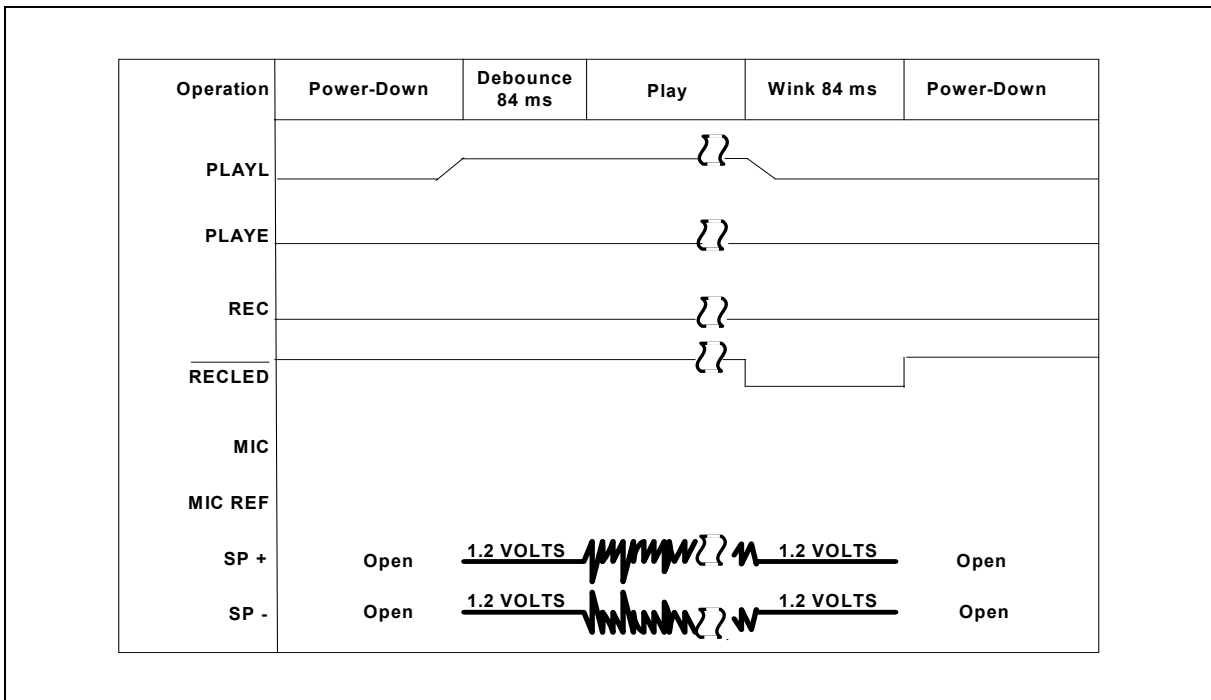 Operation Power-Down Debounce 84 ms Play Wink 84 ms Power-Down
PLAYL
PLAYE
REC
RECLED
MIC
MIC REF
SP + Open 1.2 VOLTS 1.2 VOLTS Open
SP - Open 1.2 VOLTS 1.2 VOLTS Open